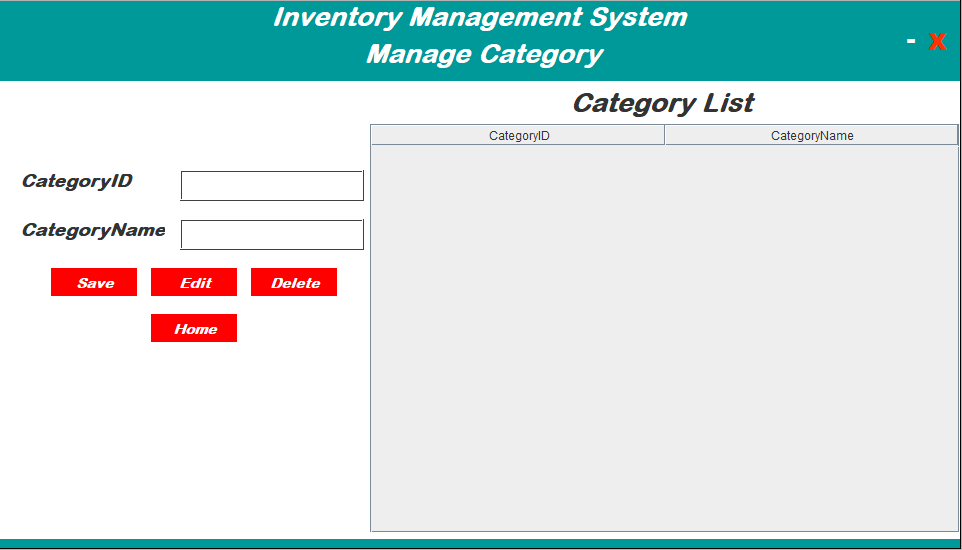 Inventory Management System
Manage Category
- X
Category List
CategoryID CategoryName
CategoryID
CategoryName
Save Edit Delete
Home